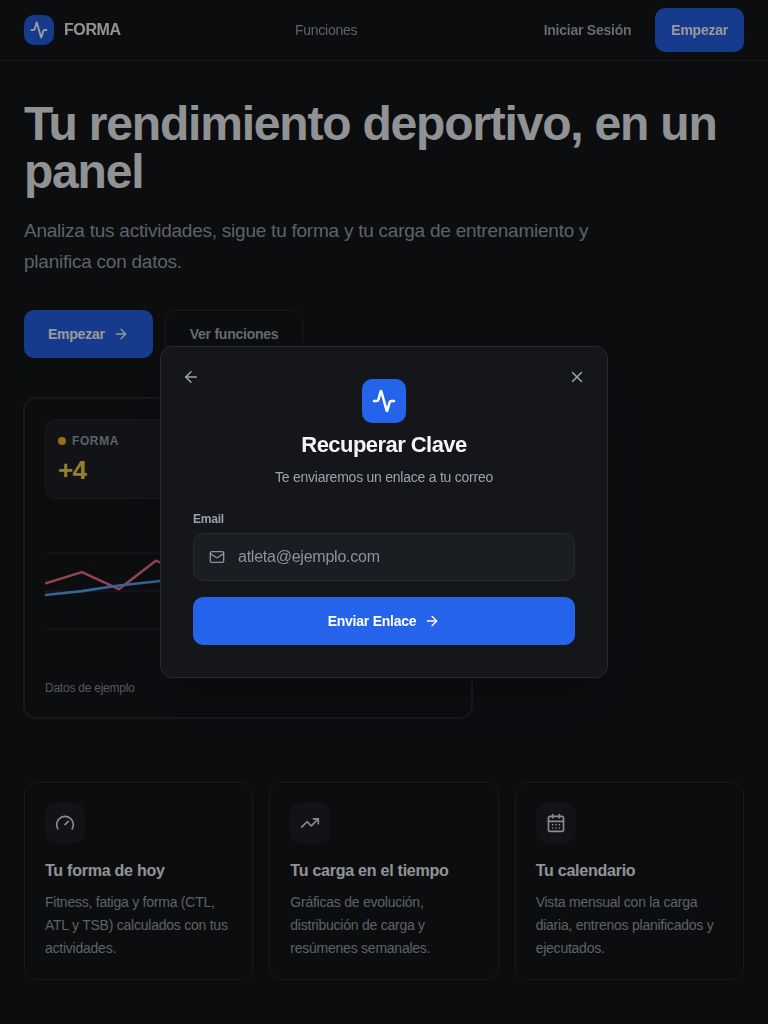 FORMA
Funciones
Iniciar Sesión
Empezar
Tu rendimiento deportivo, en un
panel
Analiza tus actividades, sigue tu forma y tu carga de entrenamiento y
planifica con datos.
Empezar
Ver funciones
Recuperar Clave
Te enviaremos un enlace a tu correo
Email
atleta@ejemplo.com
Enviar Enlace
FORMA
+4
Datos de ejemplo
Tu forma de hoy
Fitness, fatiga y forma (CTL,
ATL y TSB) calculados con tus
actividades.
Tu carga en el tiempo
Gráficas de evolución,
distribución de carga y
resúmenes semanales.
Tu calendario
Vista mensual con la carga
diaria, entrenos planificados y
ejecutados.